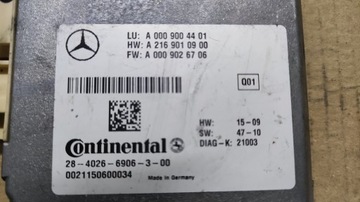 LU: A 000 900 44 01
HW: A 216 901 09 00
FW: A 000 902 67 06
Q01
HW: 15-09
SW: 47-10
DIAG-K: 21003
Continental
28-4026-6906-3-00
0021150600034
Made in Germany